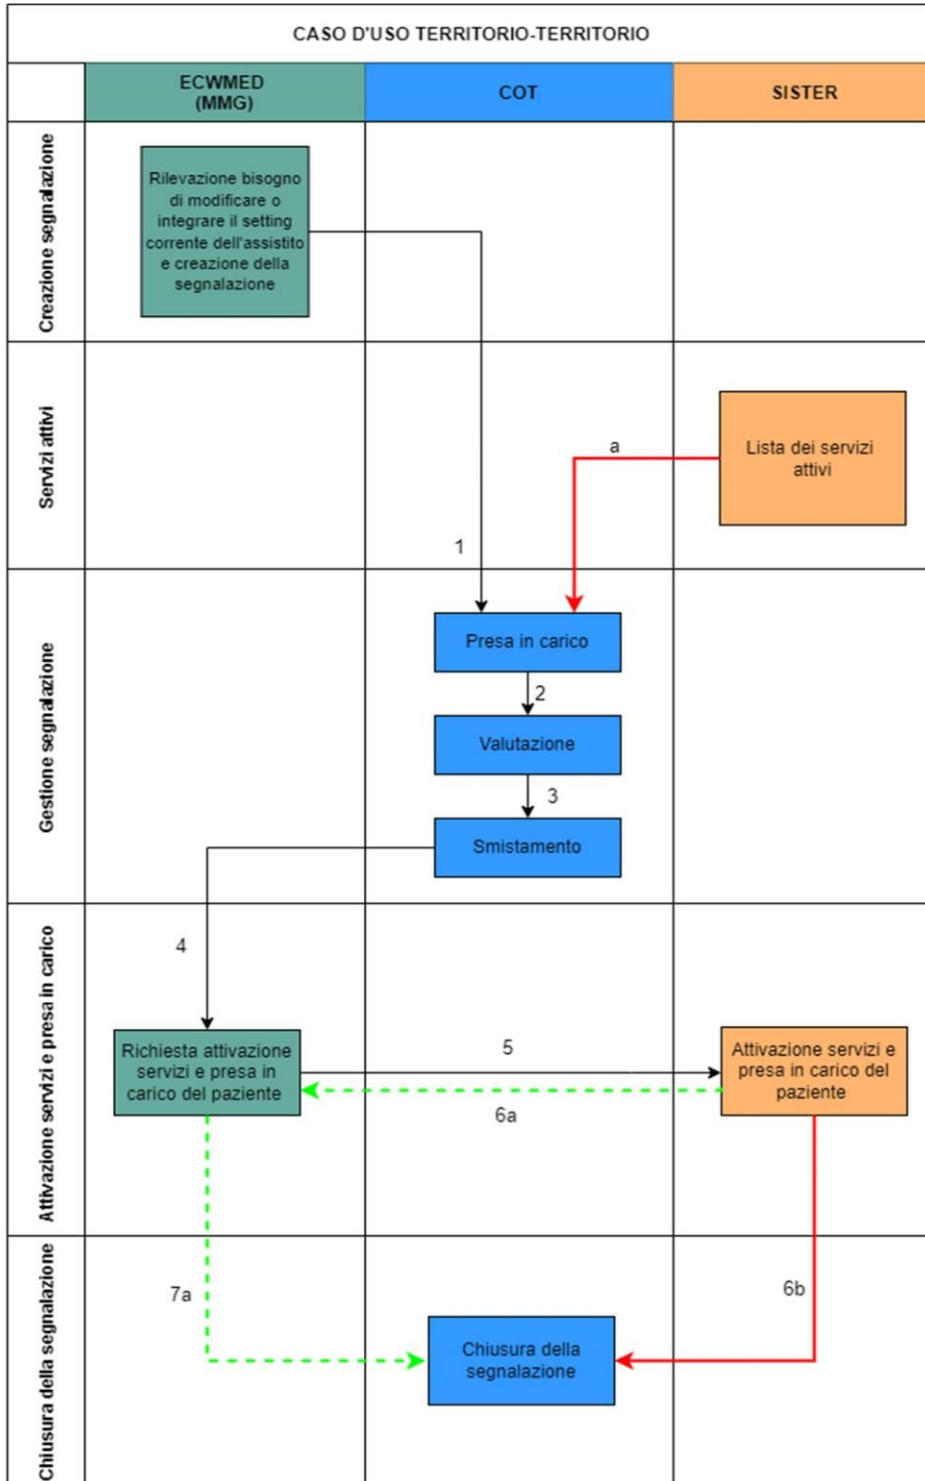 CASO D'USO TERRITORIO-TERRITORIO
ECWMED
(MMG)
COT
SISTER
Creazione segnalazione
Rilevazione bisogno
di modificare o
integrare il setting
corrente dell'assistito
e creazione della
segnalazione
Servizi attivi
a
Lista dei servizi
attivi
1
Gestione segnalazione
Presa in carico
2
Valutazione
3
Smistamento
Attivazione servizi e presa in carico
4
Richiesta attivazione
servizi e presa in
carico del paziente
5
6a
Attivazione servizi e
presa in carico del
paziente
Chiusura della segnalazione
7a
6b
Chiusura della
segnalazione